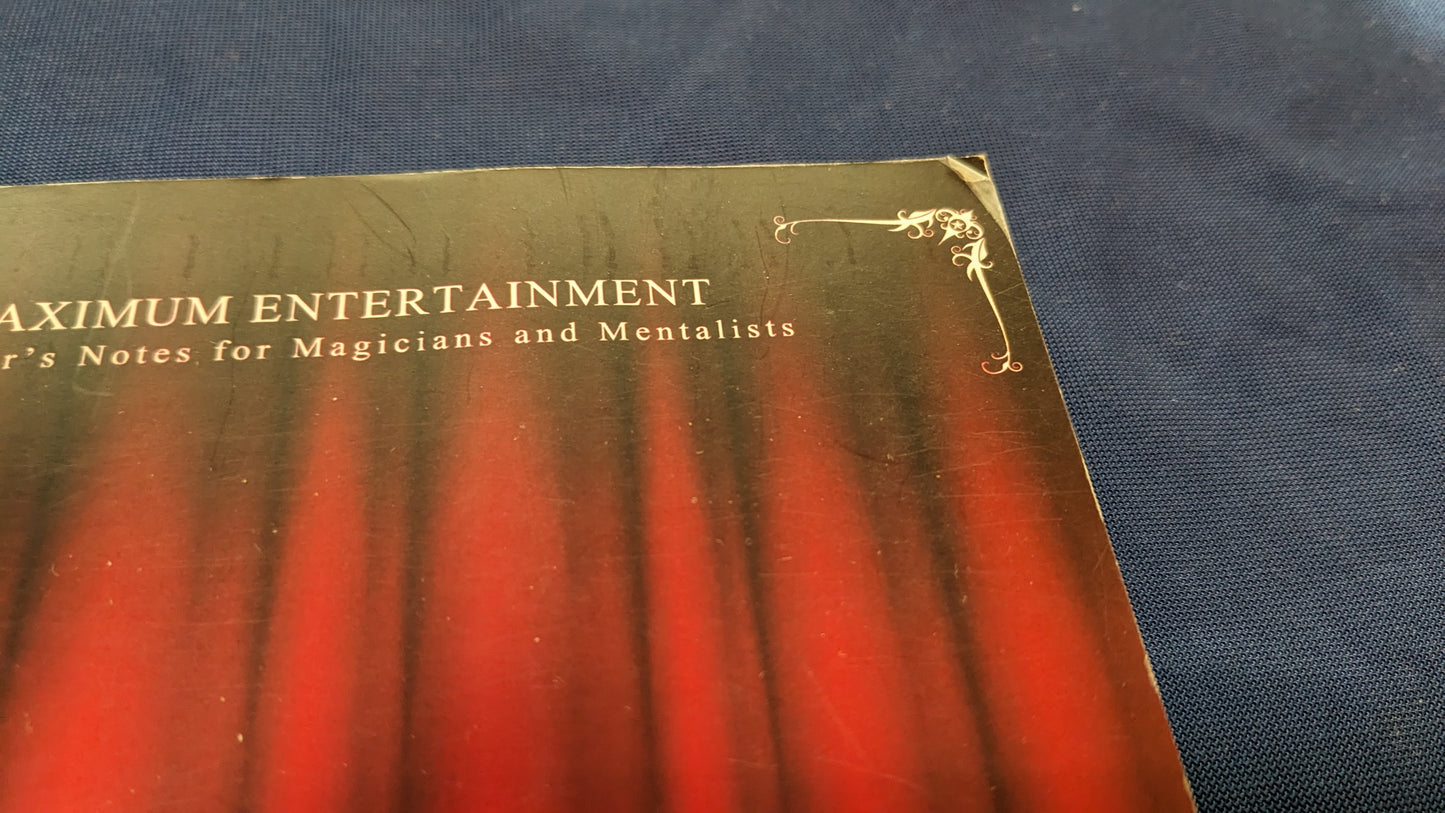 AXIMUM ENTERTAINMENT
r's Notes for Magicians and Mentalists